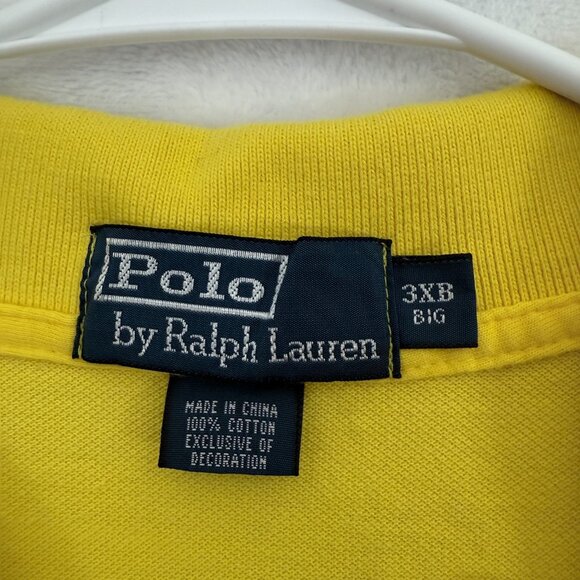 Polo
by Ralph Lauren
3XB
BIG
MADE IN CHINA
100% COTTON
EXCLUSIVE OF
DECORATION